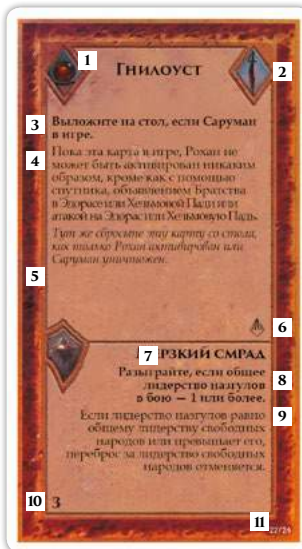 1
Гнилоуст
2
3
Выложите на стол, если Саруман
в игре.
4
Пока эта карта в игре, Рохан не
может быть активирован никаким
образом, кроме как с помощью
спутника, объявлением Братства
в Эдорасе или Хельмовой Пади или
атакой на Эдорас или Хельмовую Падь.
Тут же сбросьте эту карту со стола,
как только Рохан активирован или
Саруман уничтожен.
5
6
7
МЕРЗКИЙ СМРАД
Разыграйте, если общее
лидерство назгулов
в бою — 1 или более.
8
Если лидерство назгулов равно
общему лидерству свободных
народов или превышает его,
переброс за лидерство свободных
народов отменяется.
9
10
3
11
22/24